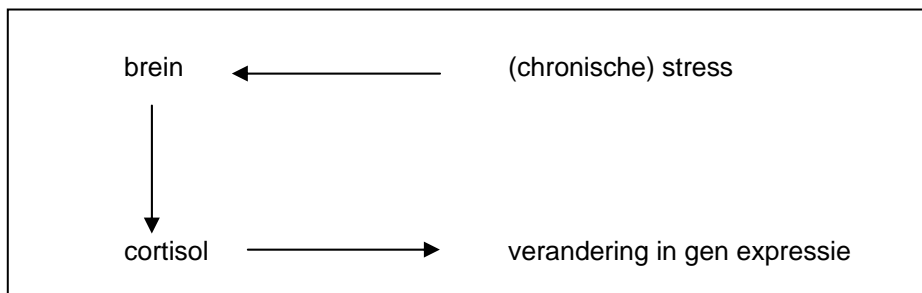 brein
(chronische) stress
cortisol
verandering in gen expressie